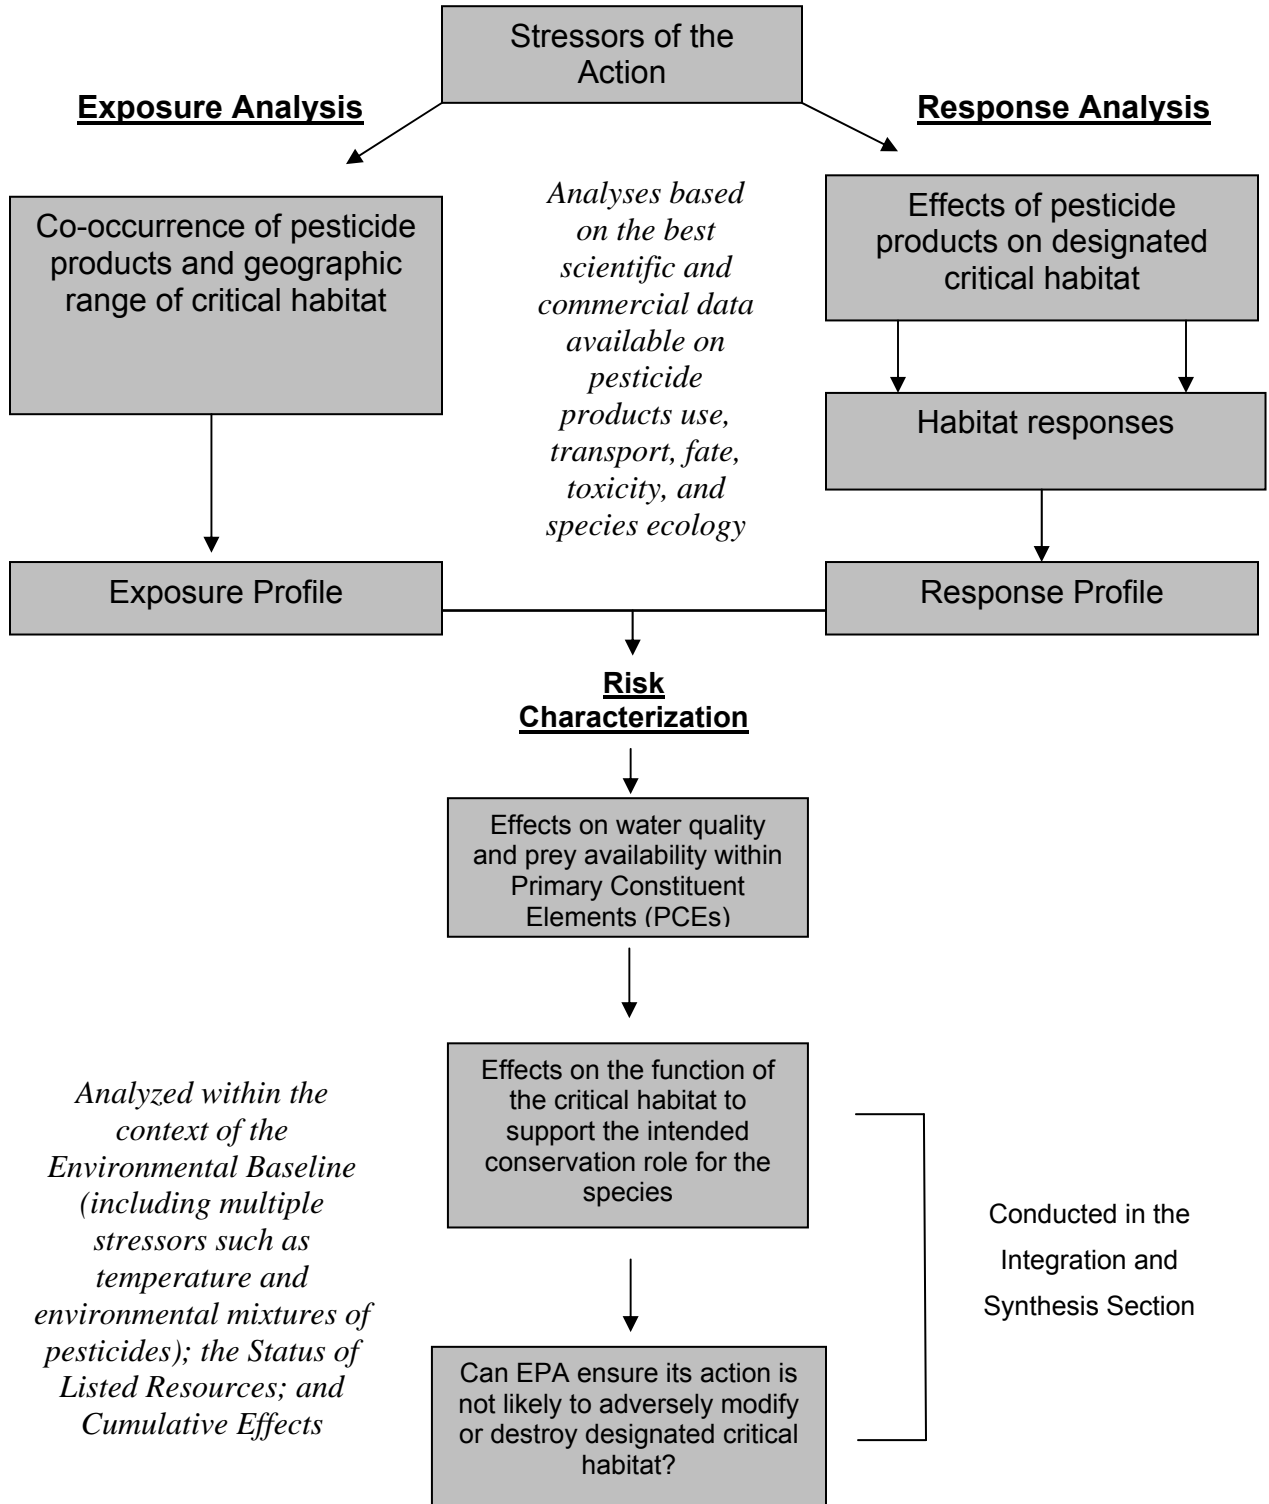 Stressors of the
Action
Exposure Analysis
Response Analysis
Co-occurrence of pesticide
products and geographic
range of critical habitat
Analyses based
on the best
scientific and
commercial data
available on
pesticide
products use,
transport, fate,
toxicity, and
species ecology
Effects of pesticide
products on designated
critical habitat
Habitat responses
Exposure Profile
Response Profile
Risk
Characterization
Effects on water quality
and prey availability within
Primary Constituent
Elements (PCEs)
Effects on the function of
the critical habitat to
support the intended
conservation role for the
species
Analyzed within the
context of the
Environmental Baseline
(including multiple
stressors such as
temperature and
environmental mixtures of
pesticides); the Status of
Listed Resources; and
Cumulative Effects
Conducted in the
Integration and
Synthesis Section
Can EPA ensure its action is
not likely to adversely modify
or destroy designated critical
habitat?